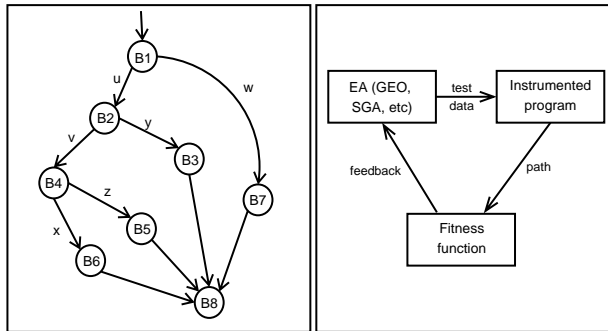 B1
u
w
B2
v
y
B3
B4
z
B7
x
B5
B6
B8
EA (GEO,
SGA, etc)
test
data
Instrumented
program
feedback
path
Fitness
function